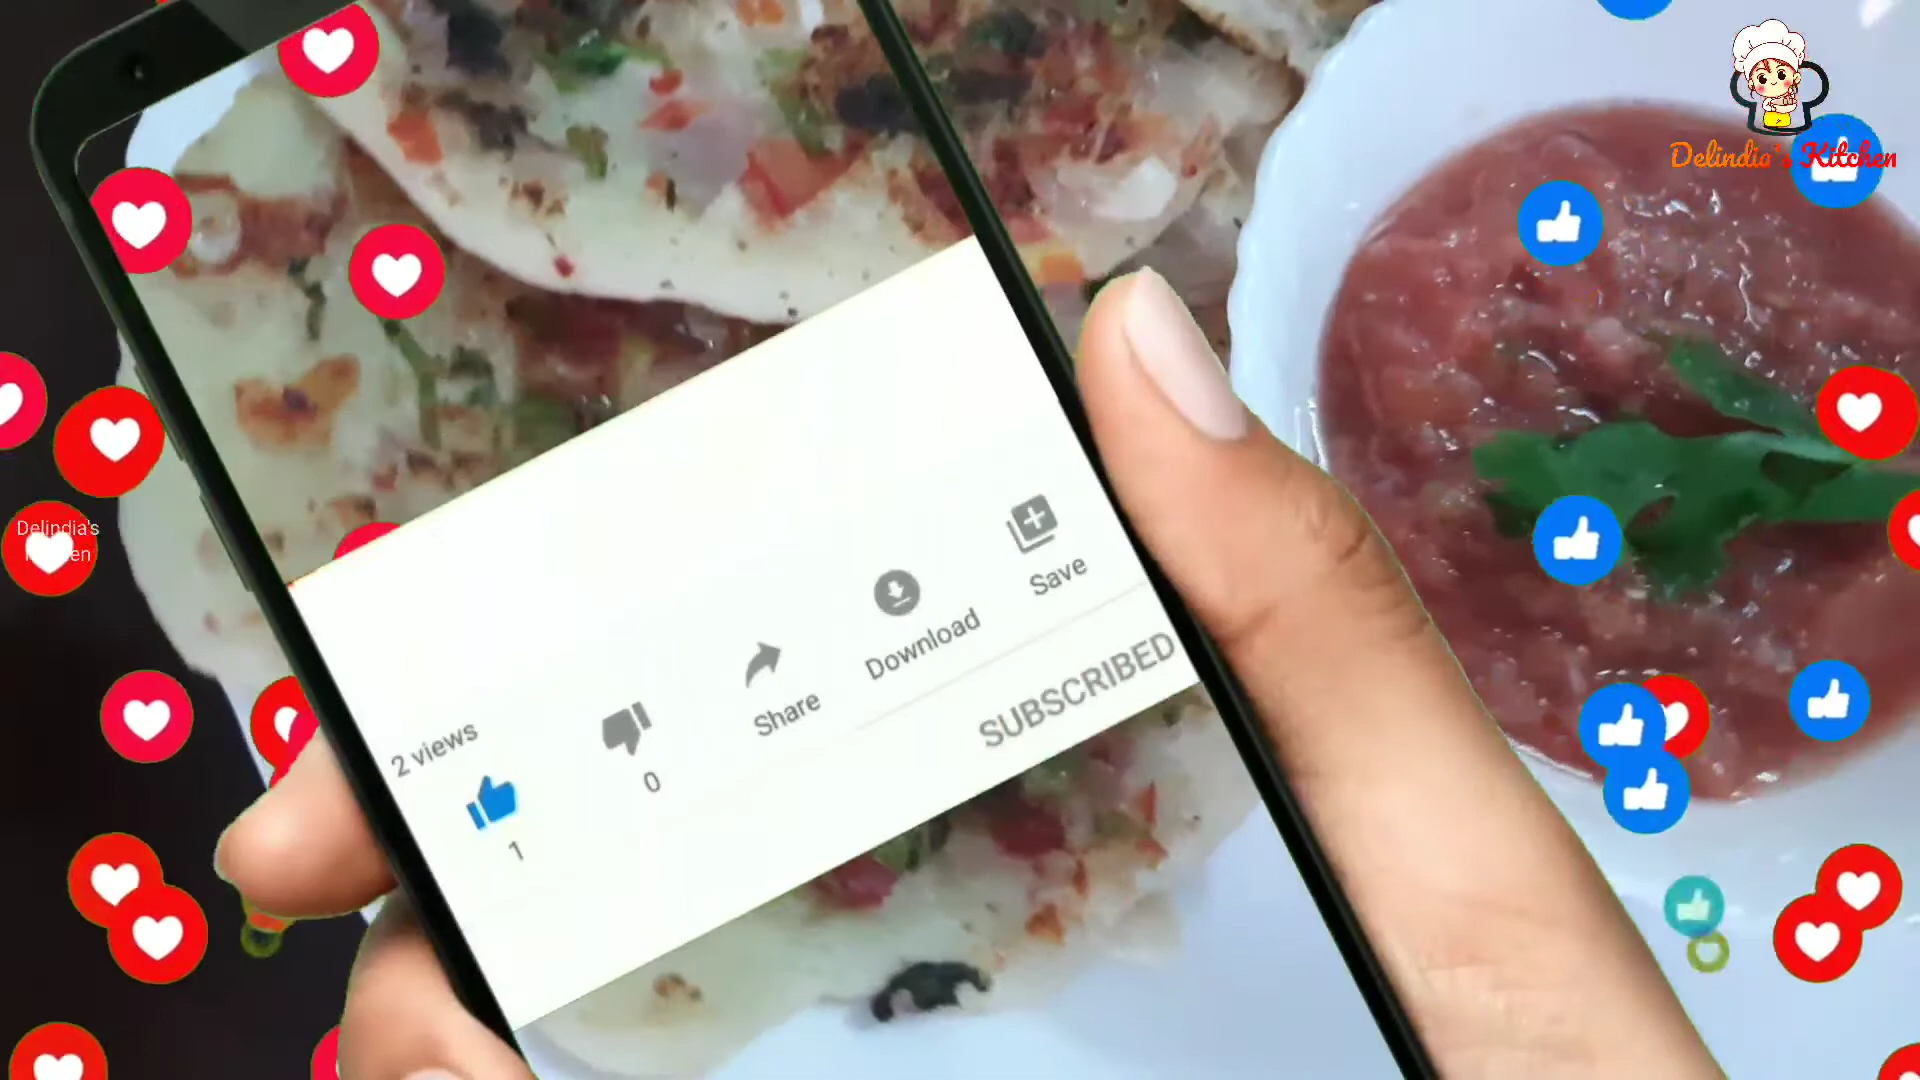 Delindia's Kitchen
Delindia's
2 views
1
0
Share
Download
Save
SUBSCRIBED